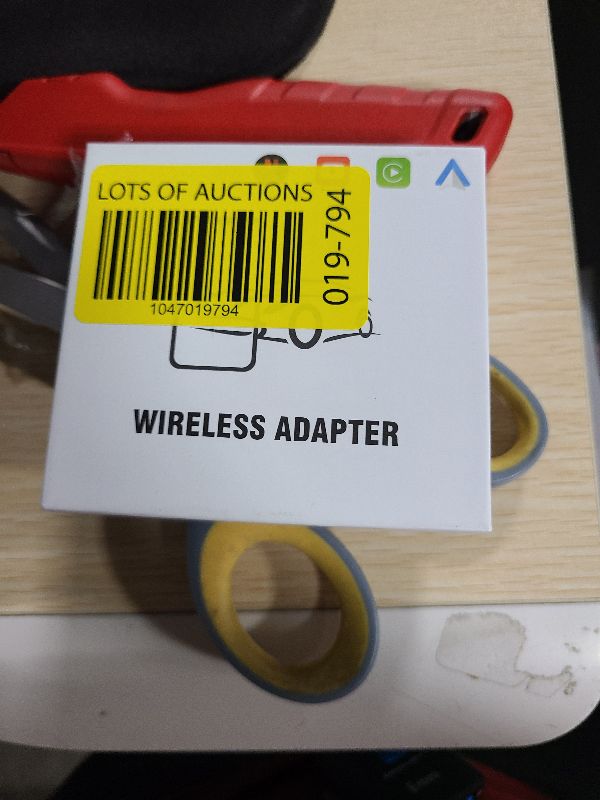 LOTS OF AUCTIONS
019-794
1047019794
WIRELESS ADAPTER